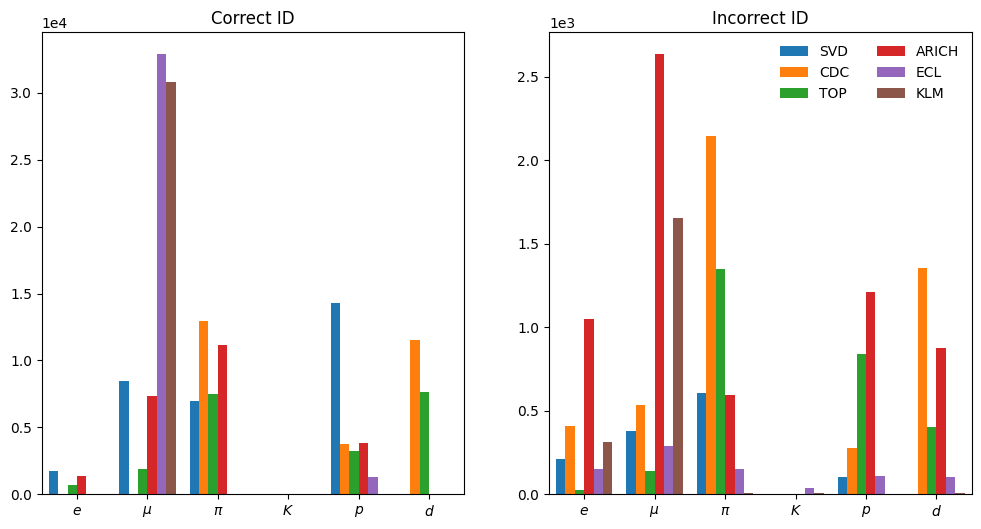 Correct ID
1e4
3.0
2.5
2.0
1.5
1.0
0.5
0.0
e
μ
π
K
p
d
Incorrect ID
1e3
2.5
2.0
1.5
1.0
0.5
0.0
SVD
CDC
TOP
ARICH
ECL
KLM
e
μ
π
K
p
d